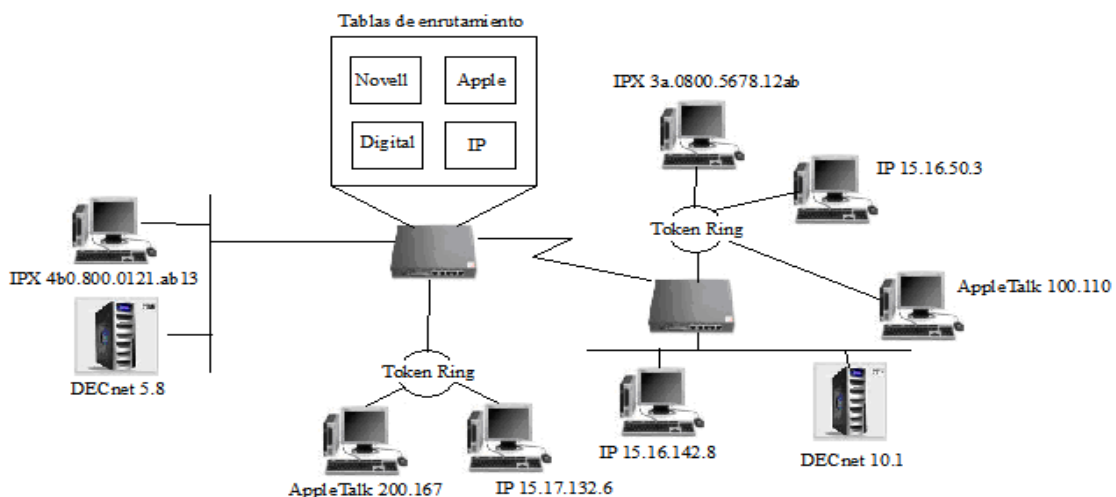 Tablas de enrutamiento
Novell
Apple
Digital
IP
IPX 3a.0800.5678.12ab
IP 15.16.50.3
Token Ring
IPX 4b0.800.0121.ab13
AppleTalk 100.110
DECnet 5.8
Token Ring
IP 15.16.142.8
DECnet 10.1
AppleTalk 200.167
IP 15.17.132.6